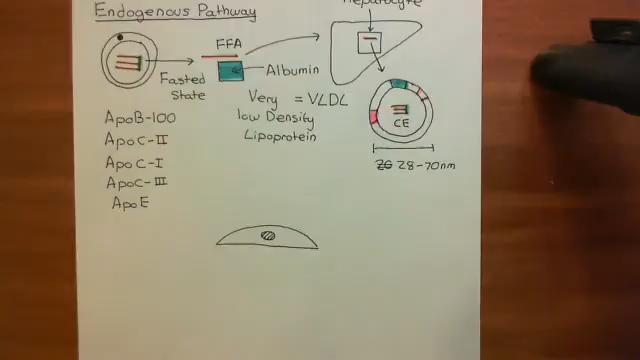 Endogenous Pathway
Hepatocyte
FFA
Albumin
Fasted
State
Very = VLDL
low Density
Lipoprotein
CE
28-70nm
ApoB-100
ApoC-II
ApoC-I
ApoC-III
ApoE